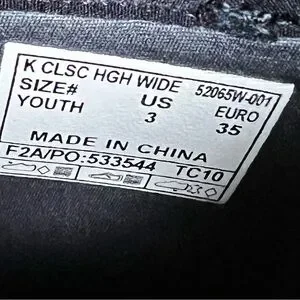 K CLSC HGH WIDE 52065W-001
SIZE# US EURO
YOUTH 3 35
MADE IN CHINA
F2A/PO:533544 TC10